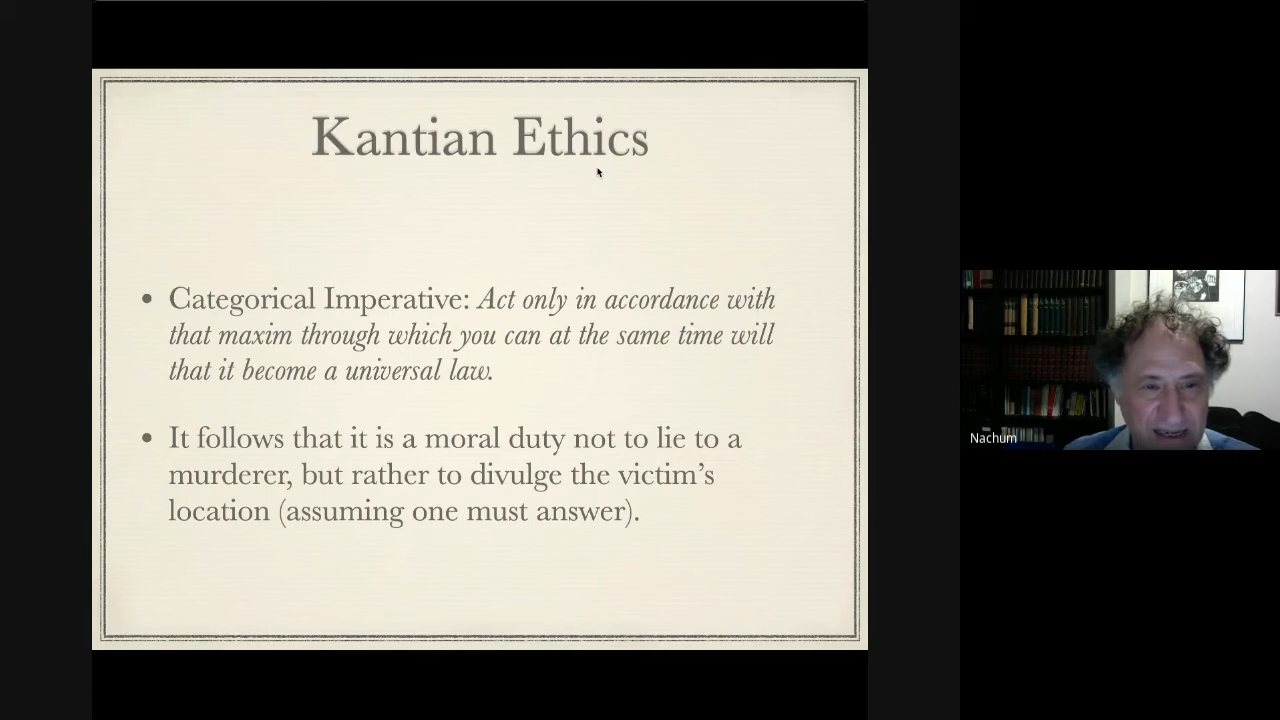 Kantian Ethics
• Categorical Imperative: Act only in accordance with
that maxim through which you can at the same time will
that it become a universal law.
• It follows that it is a moral duty not to lie to a
murderer, but rather to divulge the victim’s
location (assuming one must answer).
Nachum